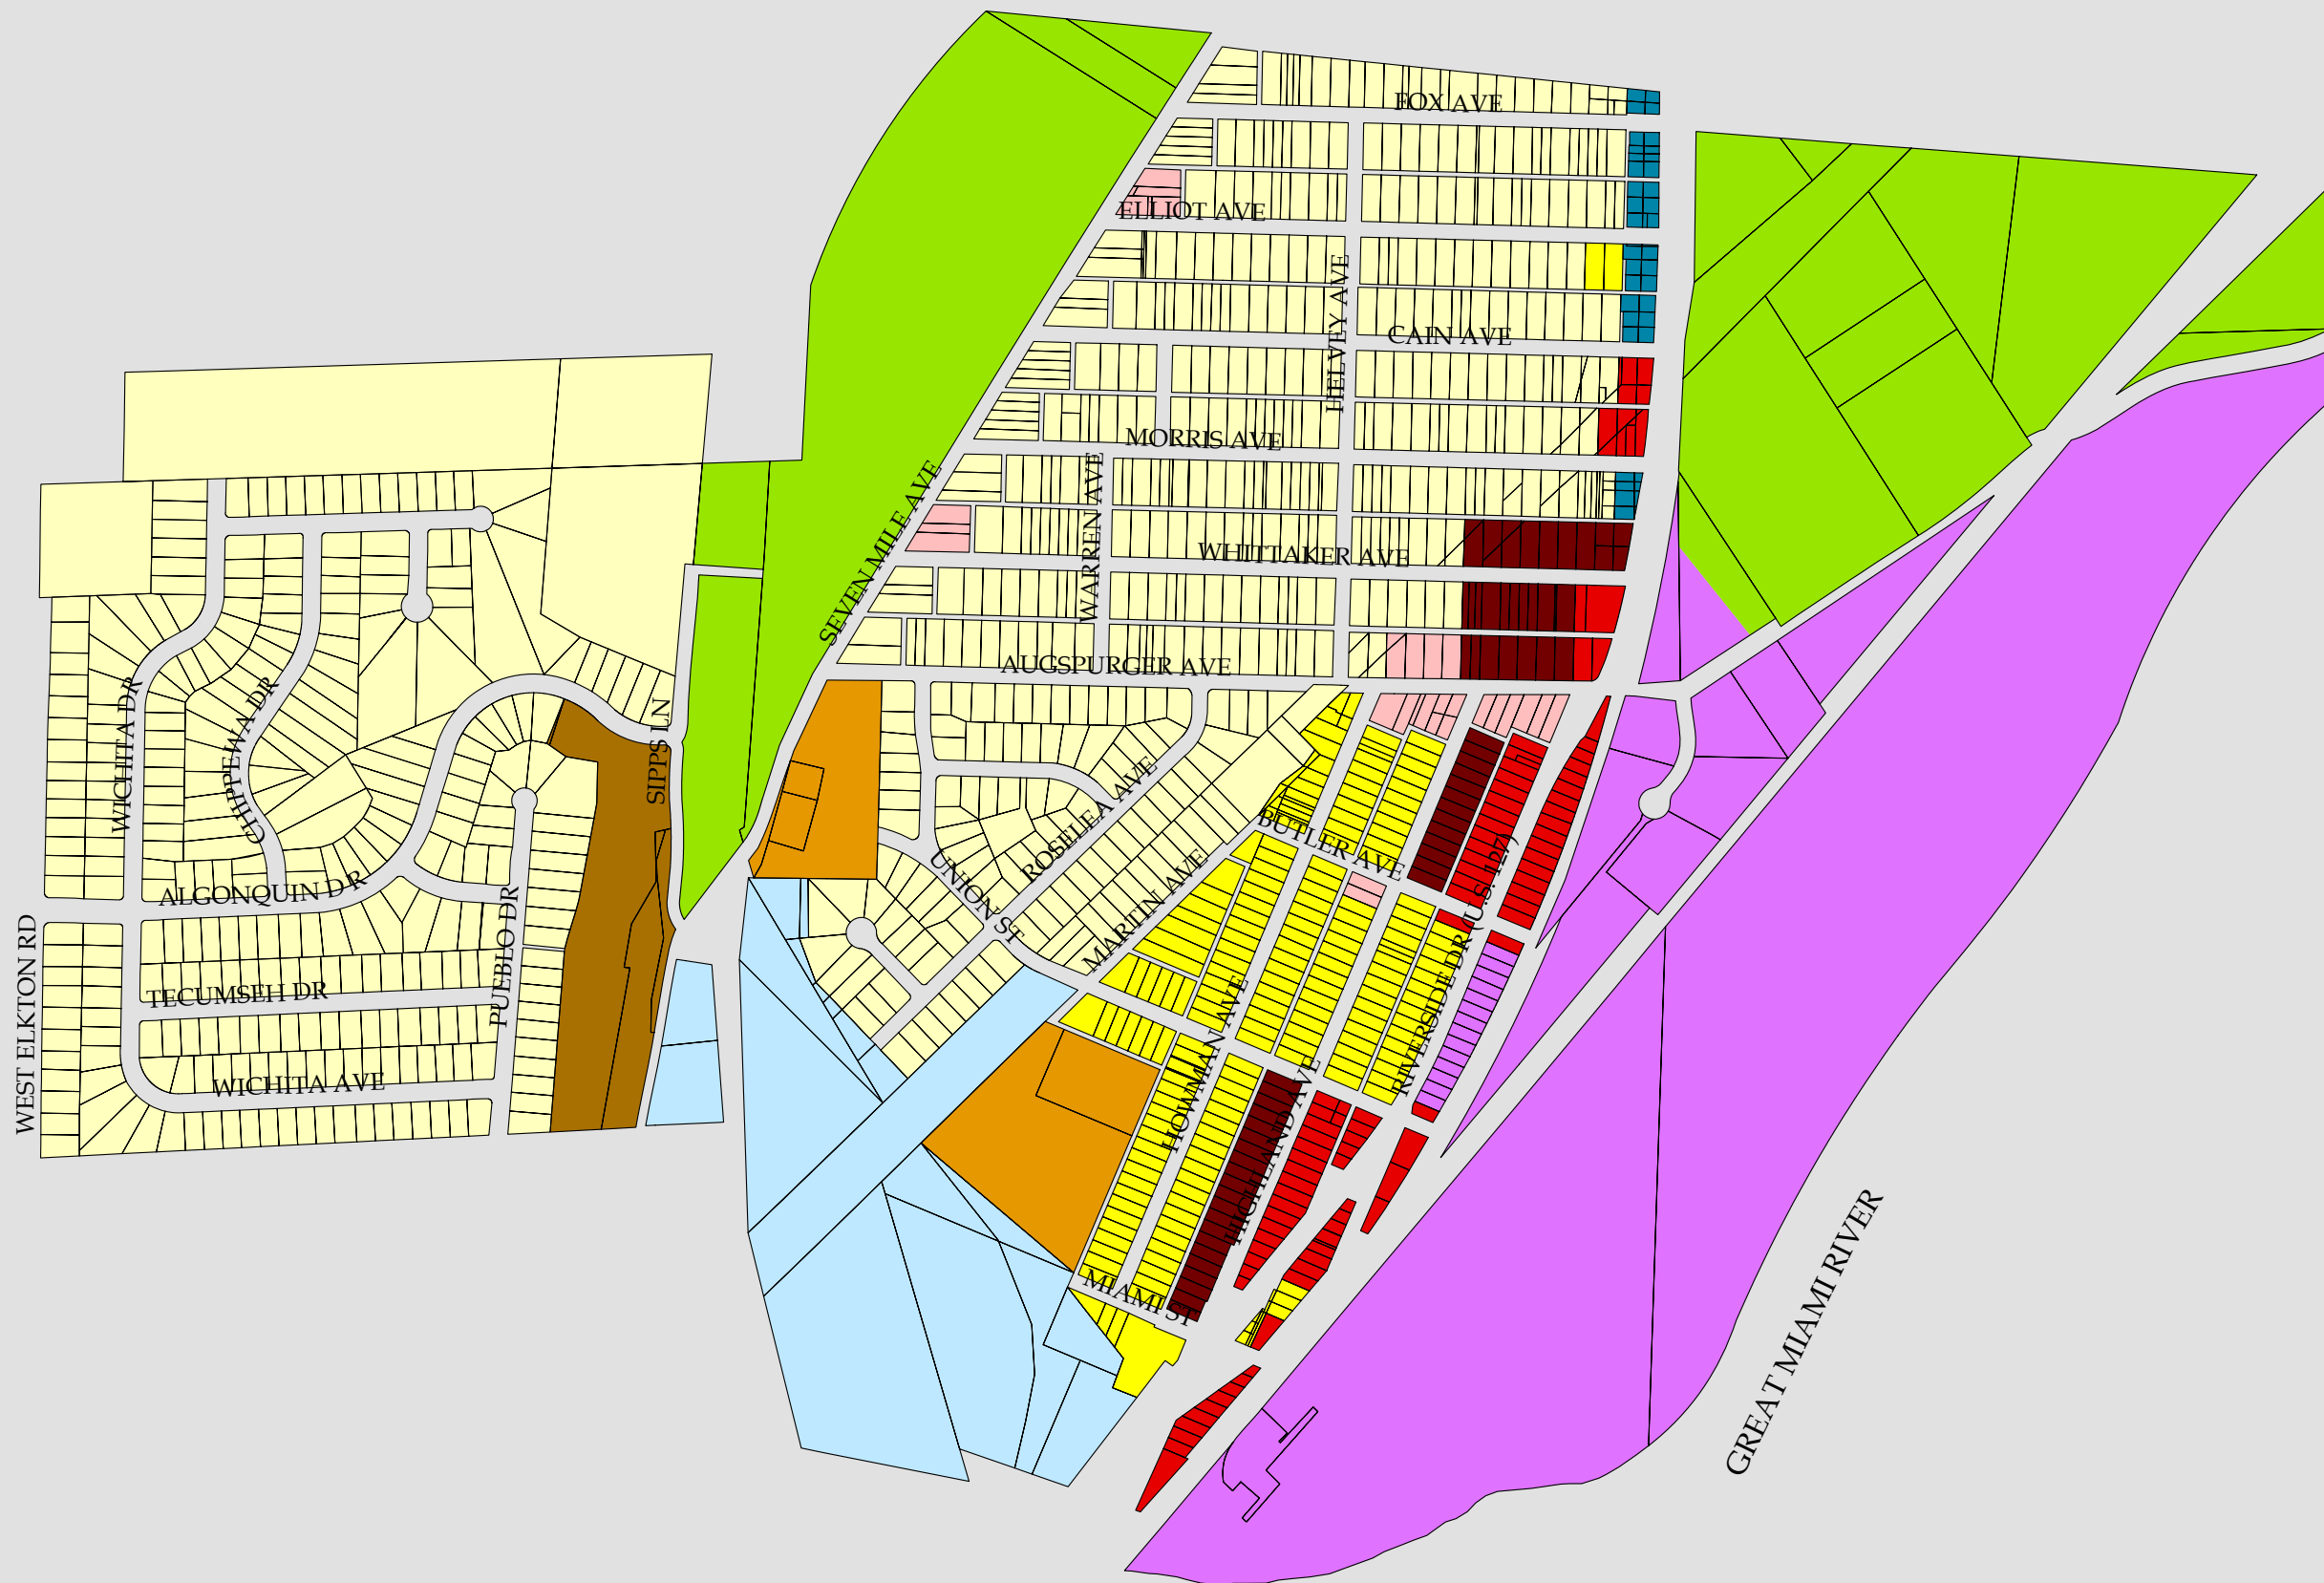 FOX AVE
ELLIOT AVE
HELVEY AVE
CAIN AVE
MORRIS AVE
SEVEN MILE AVE
WARREN AVE
WHITTAKER AVE
AUGSPURGER AVE
WICHITA DR
CHIPPEWA DR
SIPPS LN
ROSELEA AVE
BUTLER AVE
UNION ST
MARTIN AVE
ALGONQUIN DR
PUEBLO DR
RIVERSIDE DR (U.S. 127)
WEST ELKTON RD
TECUMSEH DR
HOWMAN AVE
WICHITA AVE
HIGHLAND AVE
MIAMI ST
GREAT MIAMI RIVER